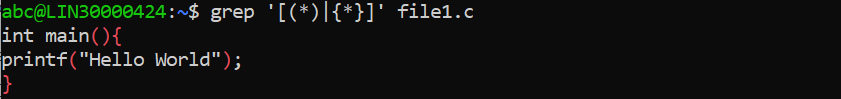 abc@LIN30000424:~$ grep '[(*)|{*}]' file1.c
int main(){
printf("Hello World");
}